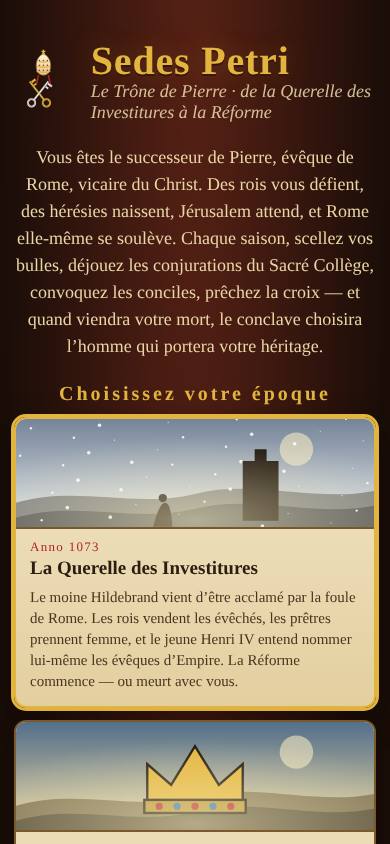 Sedes Petri
Le Trône de Pierre · de la Querelle des
Investitures à la Réforme
Vous êtes le successeur de Pierre, évêque de
Rome, vicaire du Christ. Des rois vous défient,
des hérésies naissent, Jérusalem attend, et Rome
elle-même se soulève. Chaque saison, scellez vos
bulles, déjouez les conjurations du Sacré Collège,
convoquez les conciles, prêchez la croix — et
quand viendra votre mort, le conclave choisira
l’homme qui portera votre héritage.
Choisissez votre époque
Anno 1073
La Querelle des Investitures
Le moine Hildebrand vient d’être acclamé par la foule
de Rome. Les rois vendent les évêchés, les prêtres
prennent femme, et le jeune Henri IV entend nommer
lui-même les évêques d’Empire. La Réforme
commence — ou meurt avec vous.